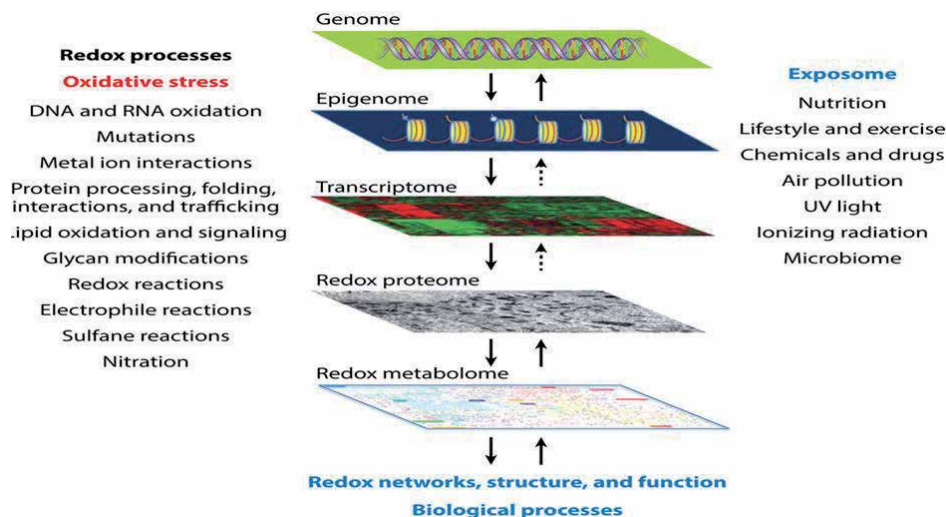 Redox processes
Oxidative stress
DNA and RNA oxidation
Mutations
Metal ion interactions
Protein processing, folding,
interactions, and trafficking
Lipid oxidation and signaling
Glycan modifications
Redox reactions
Electrophile reactions
Sulfane reactions
Nitration
Genome
Epigenome
Transcriptome
Redox proteome
Redox metabolome
Redox networks, structure, and function
Biological processes
Exposome
Nutrition
Lifestyle and exercise
Chemicals and drugs
Air pollution
UV light
Ionizing radiation
Microbiome